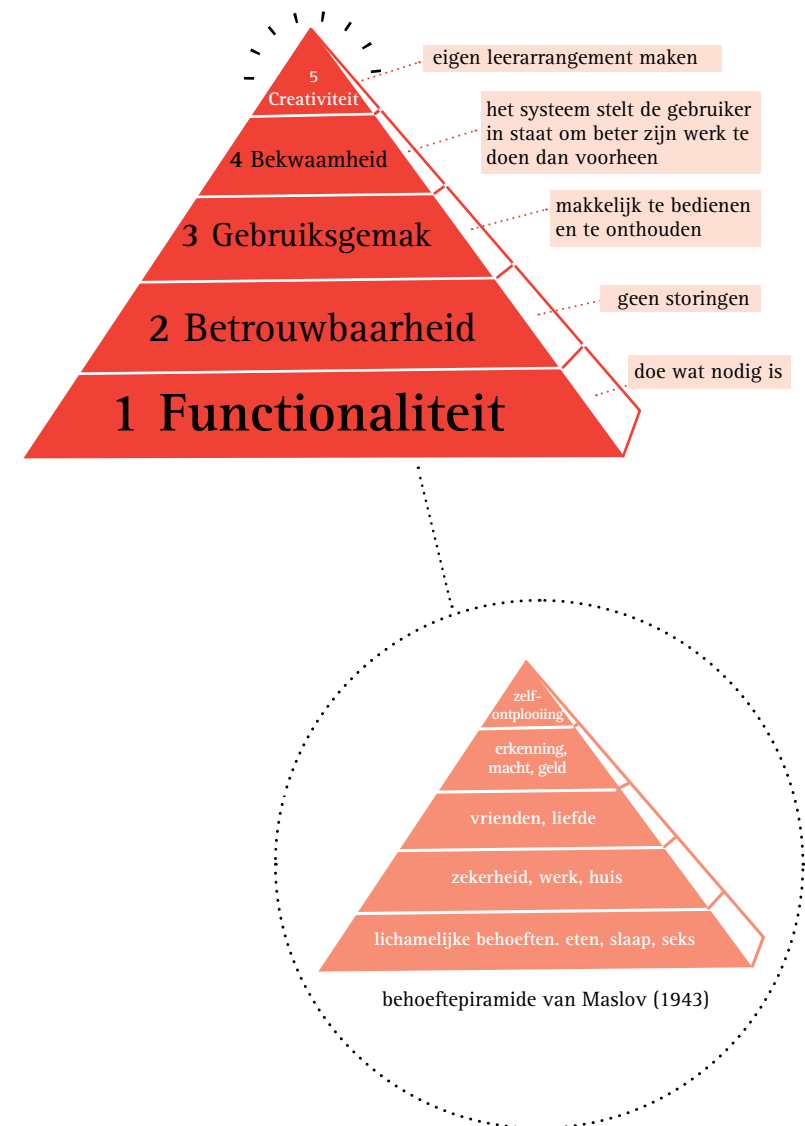 5
Creativiteit
eigen leerarrangement maken
4 Bekwaamheid
het systeem stelt de gebruiker
in staat om beter zijn werk te
doen dan voorheen
3 Gebruiksgemak
makkelijk te bedienen
en te onthouden
2 Betrouwbaarheid
geen storingen
1 Functionaliteit
doe wat nodig is
zelf-
ontplooiing
erkenning,
macht, geld
vrienden, liefde
zekerheid, werk, huis
lichamelijke behoeften. eten, slaap, seks
behoeftepiramide van Maslov (1943)